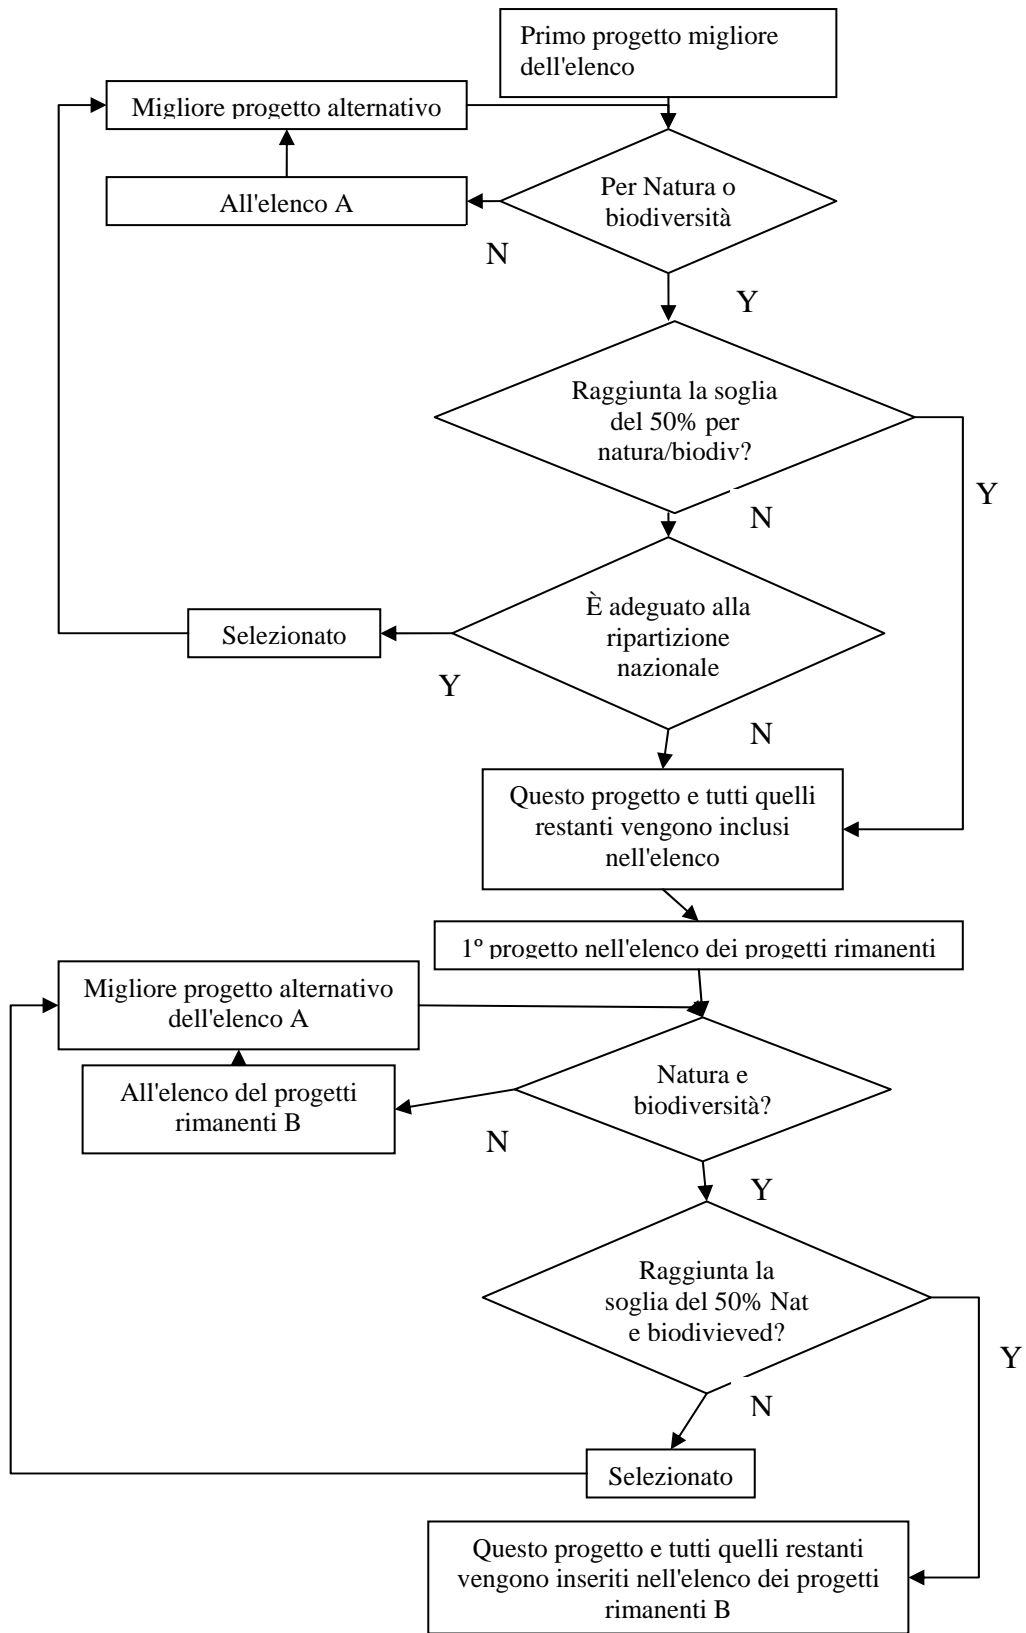 Primo progetto migliore
dell'elenco
Migliore progetto alternativo
Per Natura o
biodiversità
All'elenco A
N
Y
Raggiunta la soglia
del 50% per
natura/biodiv?
Y
N
È adeguato alla
ripartizione
nazionale
Selezionato
Y
N
Questo progetto e tutti quelli
restanti vengono inclusi
nell'elenco
1º progetto nell'elenco dei progetti rimanenti
Migliore progetto alternativo
dell'elenco A
Natura e
biodiversità?
All'elenco del progetti
rimanenti B
N
Y
Raggiunta la
soglia del 50% Nat
e biodivieved?
Y
N
Selezionato
Questo progetto e tutti quelli restanti
vengono inseriti nell'elenco dei progetti
rimanenti B